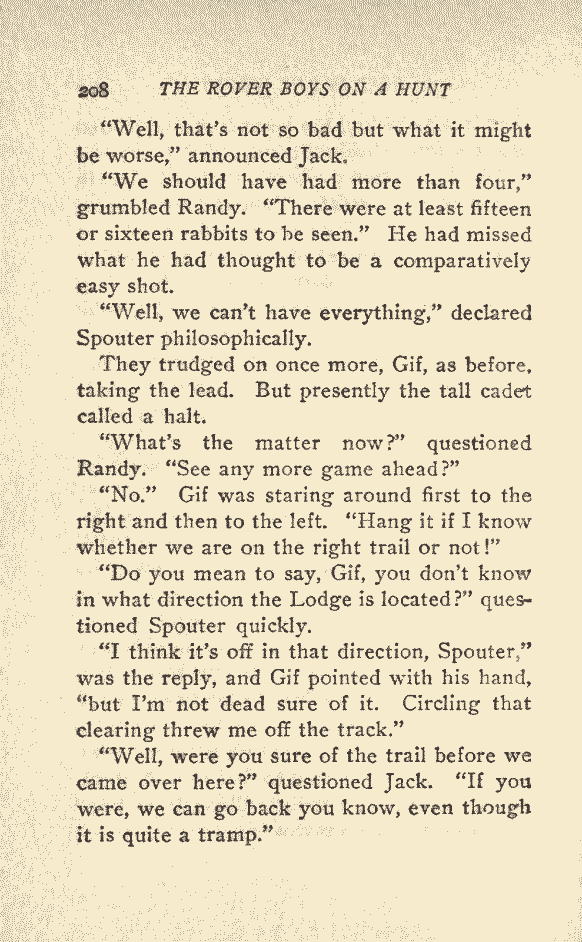 208 THE ROVER BOYS ON A HUNT
“Well, that’s not so bad but what it might
be worse,” announced Jack.
“We should have had more than four,”
grumbled Randy. “There were at least fifteen
or sixteen rabbits to be seen.” He had missed
what he had thought to be a comparatively
easy shot.
“Well, we can’t have everything,” declared
Spouter philosophically.
They trudged on once more, Gif, as before,
taking the lead. But presently the tall cadet
called a halt.
“What’s the matter now?” questioned
Randy. “See any more game ahead?”
“No.” Gif was staring around first to the
right and then to the left. “Hang it if I know
whether we are on the right trail or not!”
“Do you mean to say, Gif, you don’t know
in what direction the Lodge is located?” ques-
tioned Spouter quickly.
“I think it’s off in that direction, Spouter,”
was the reply, and Gif pointed with his hand,
“but I’m not dead sure of it. Circling that
clearing threw me off the track.”
“Well, were you sure of the trail before we
came over here?” questioned Jack. “If you
were, we can go back you know, even though
it is quite a tramp.”